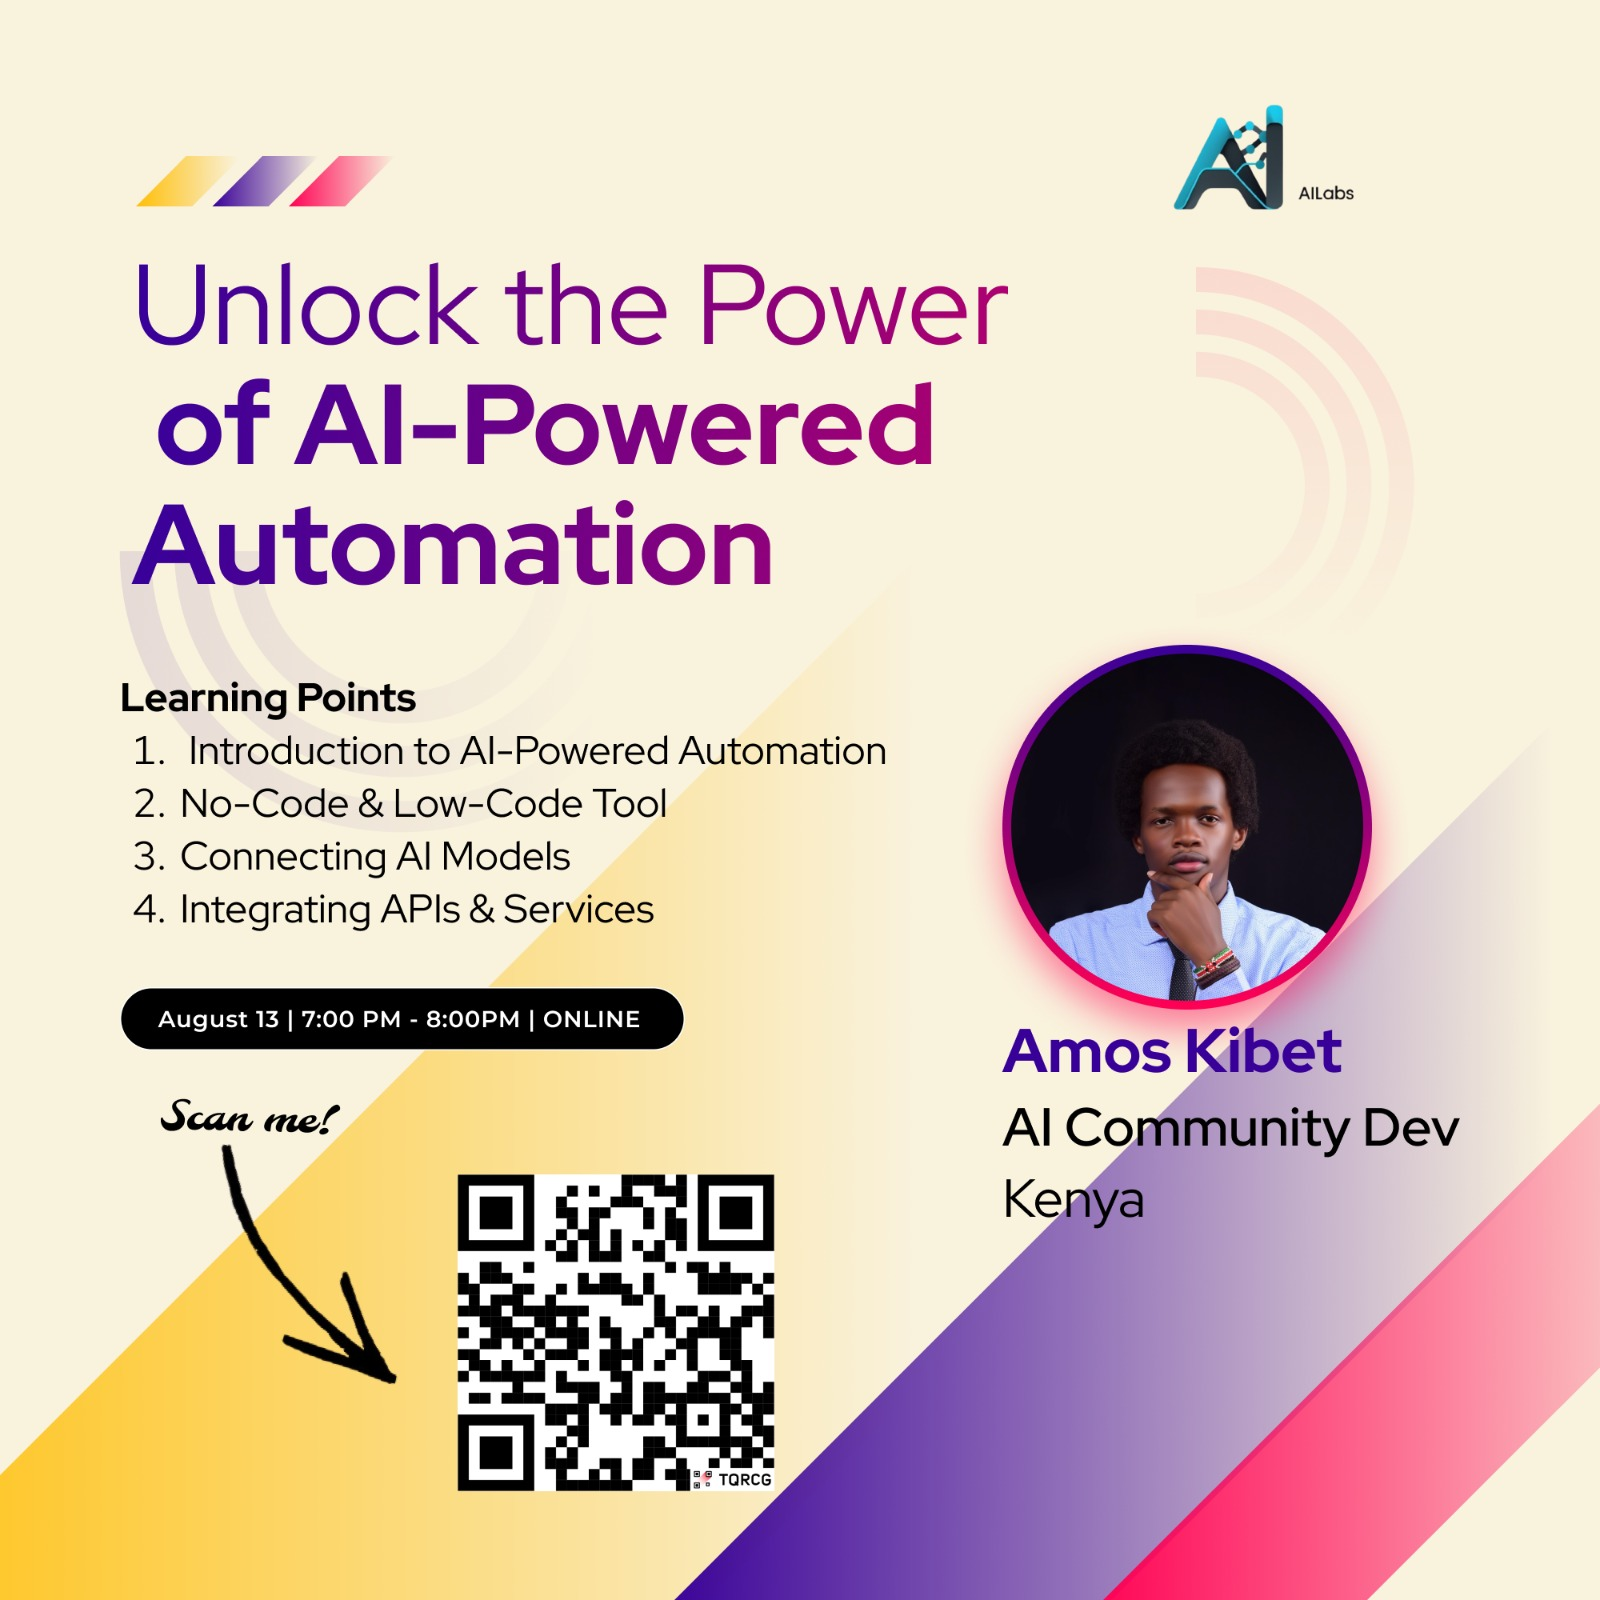 AILabs
Unlock the Power
of AI-Powered
Automation
Learning Points
1. Introduction to AI-Powered Automation
2. No-Code & Low-Code Tool
3. Connecting AI Models
4. Integrating APIs & Services
August 13 | 7:00 PM - 8:00PM | ONLINE
Scan me!
TQRCG
Amos Kibet
AI Community Dev
Kenya